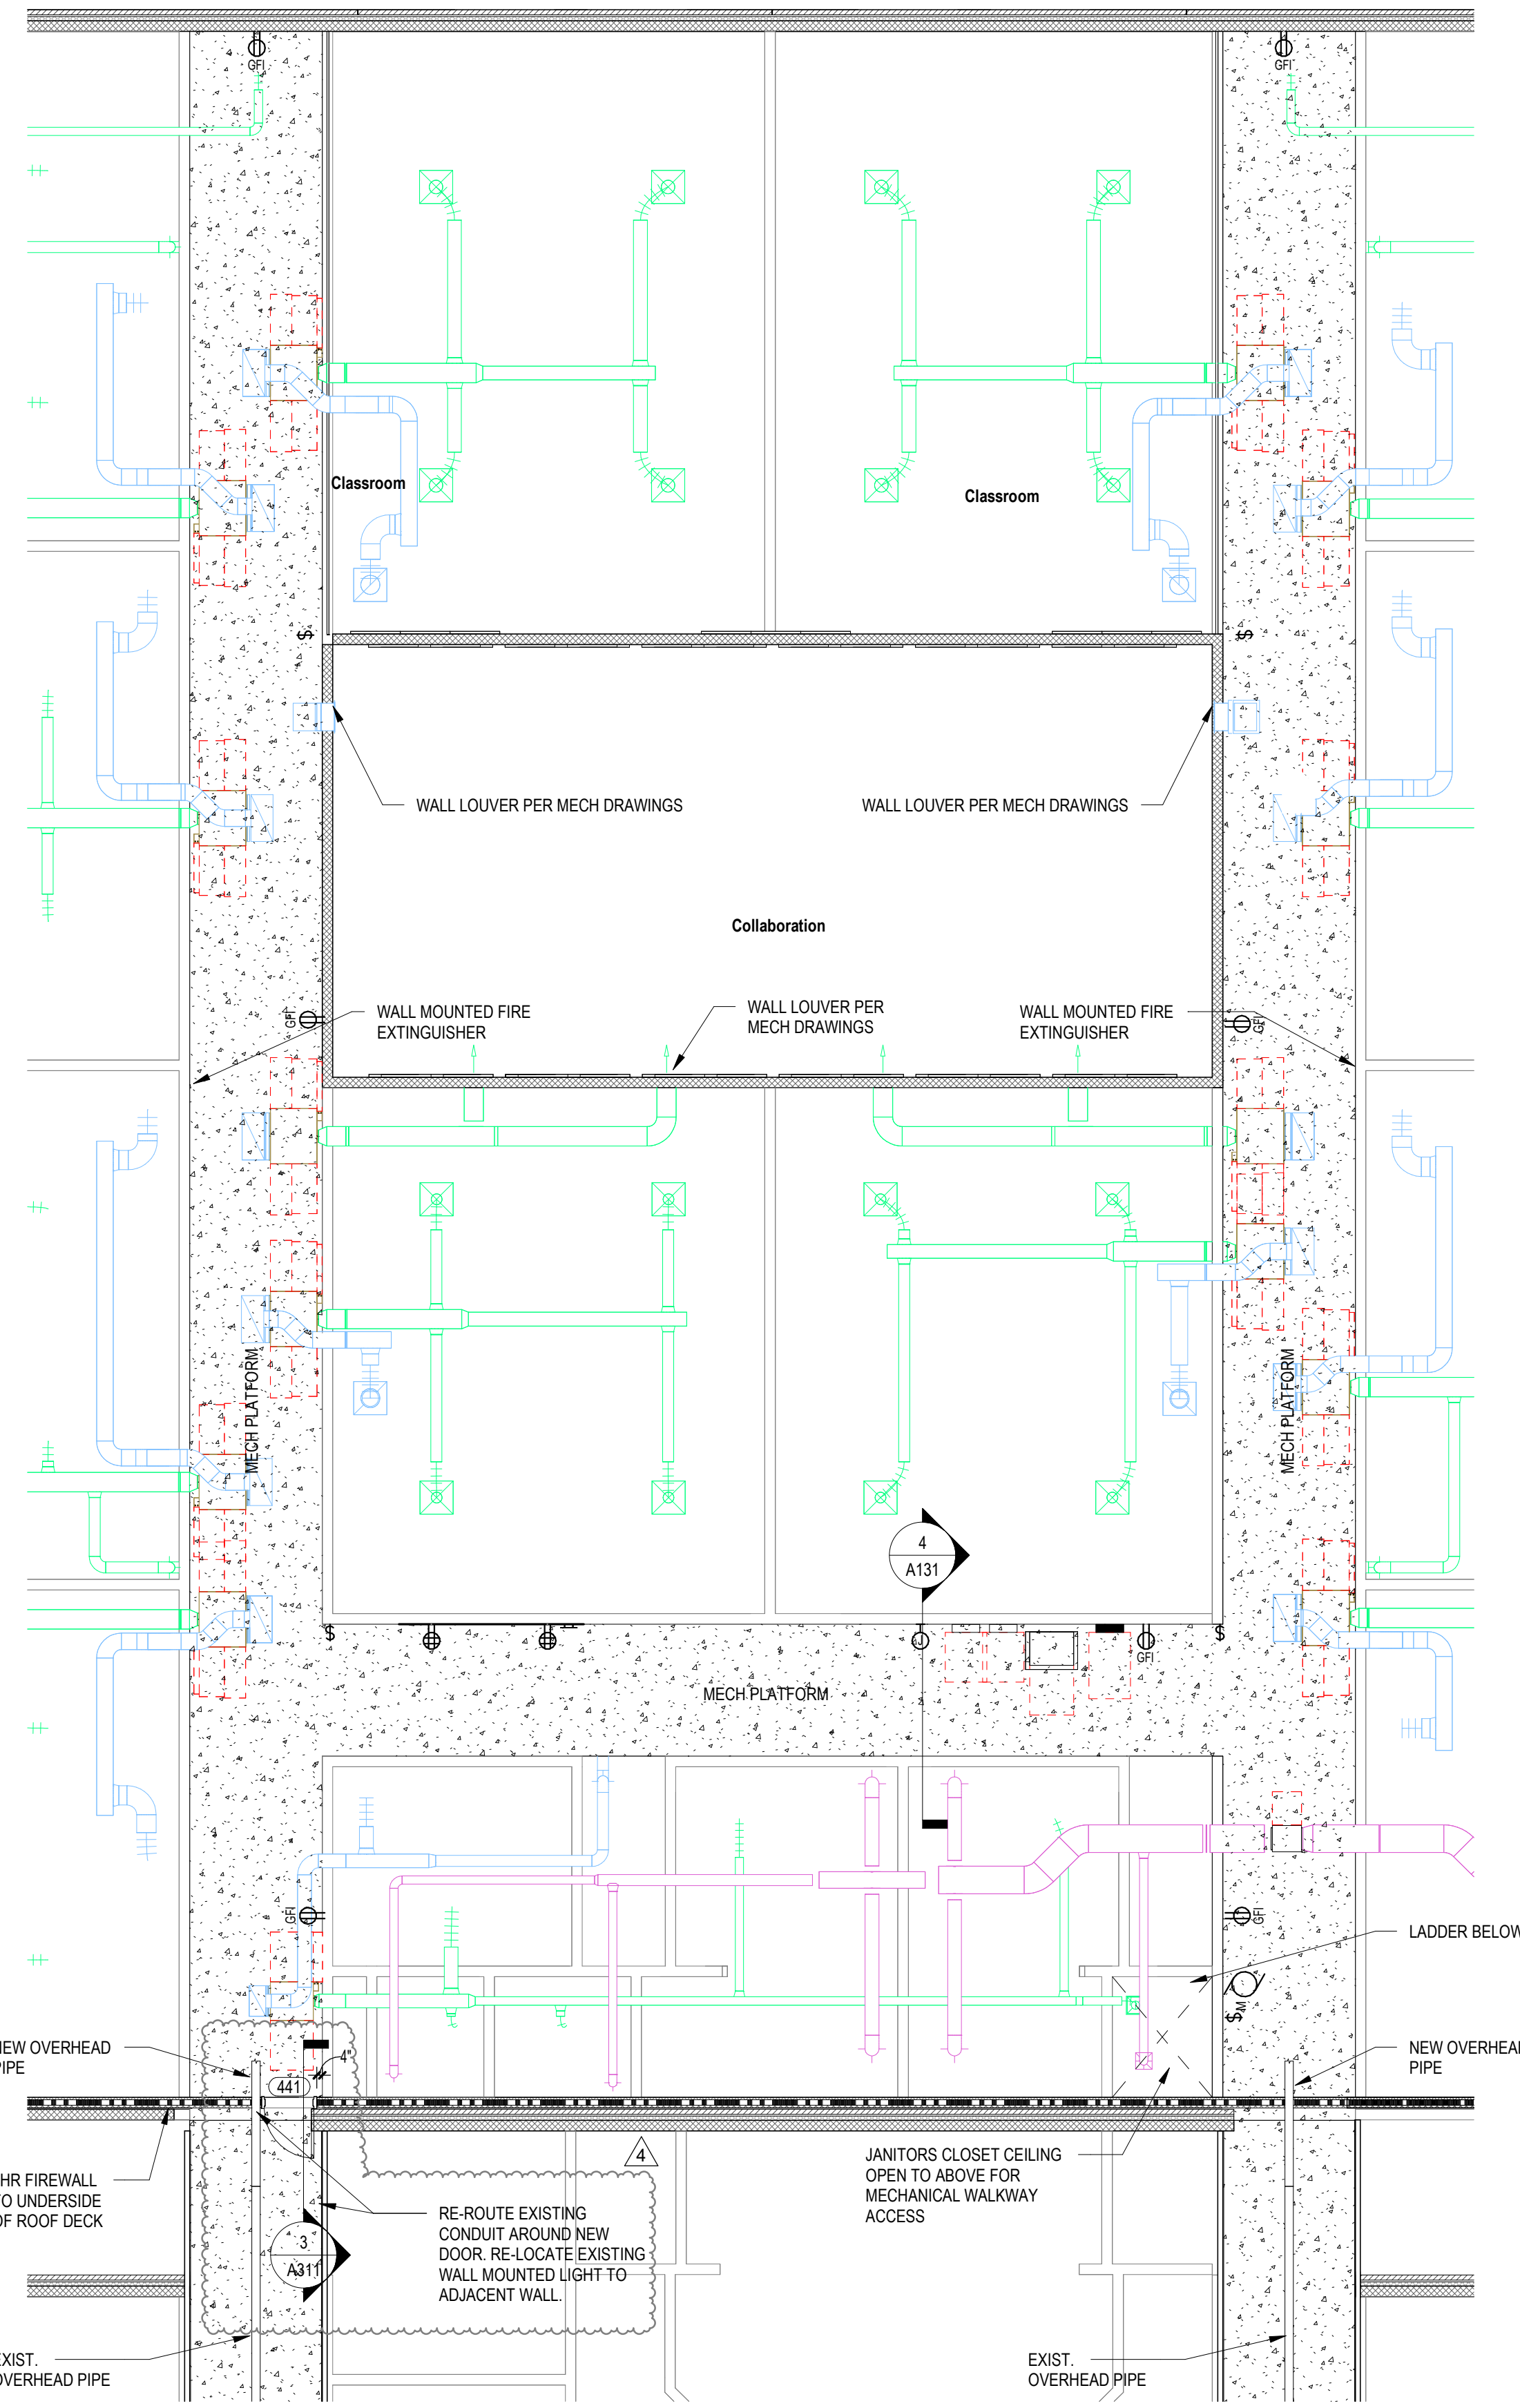 GFI
GFI
Classroom
Classroom
$
$
WALL LOUVER PER MECH DRAWINGS
WALL LOUVER PER MECH DRAWINGS
Collaboration
WALL MOUNTED FIRE
EXTINGUISHER
WALL LOUVER PER
MECH DRAWINGS
WALL MOUNTED FIRE
EXTINGUISHER
GFI
GFI
MECH PLATFORM
MECH PLATFORM
4
A131
$
H
J
GFI
$
MECH PLATFORM
GFI
GFI
LADDER BELOW
$M
NEW OVERHEAD
PIPE
4"
441
NEW OVERHEAD
PIPE
4
HR FIREWALL
TO UNDERSIDE
OF ROOF DECK
JANITORS CLOSET CEILING
OPEN TO ABOVE FOR
MECHANICAL WALKWAY
ACCESS
RE-ROUTE EXISTING
CONDUIT AROUND NEW
DOOR. RE-LOCATE EXISTING
WALL MOUNTED LIGHT TO
ADJACENT WALL.
3
A311
EXIST.
OVERHEAD PIPE
EXIST.
OVERHEAD PIPE